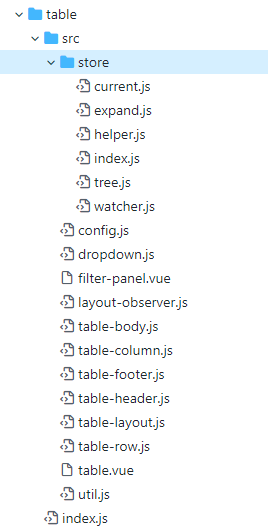 table
src
store
current.js
expand.js
helper.js
index.js
tree.js
watcher.js
config.js
dropdown.js
filter-panel.vue
layout-observer.js
table-body.js
table-column.js
table-footer.js
table-header.js
table-layout.js
table-row.js
table.vue
util.js
index.js